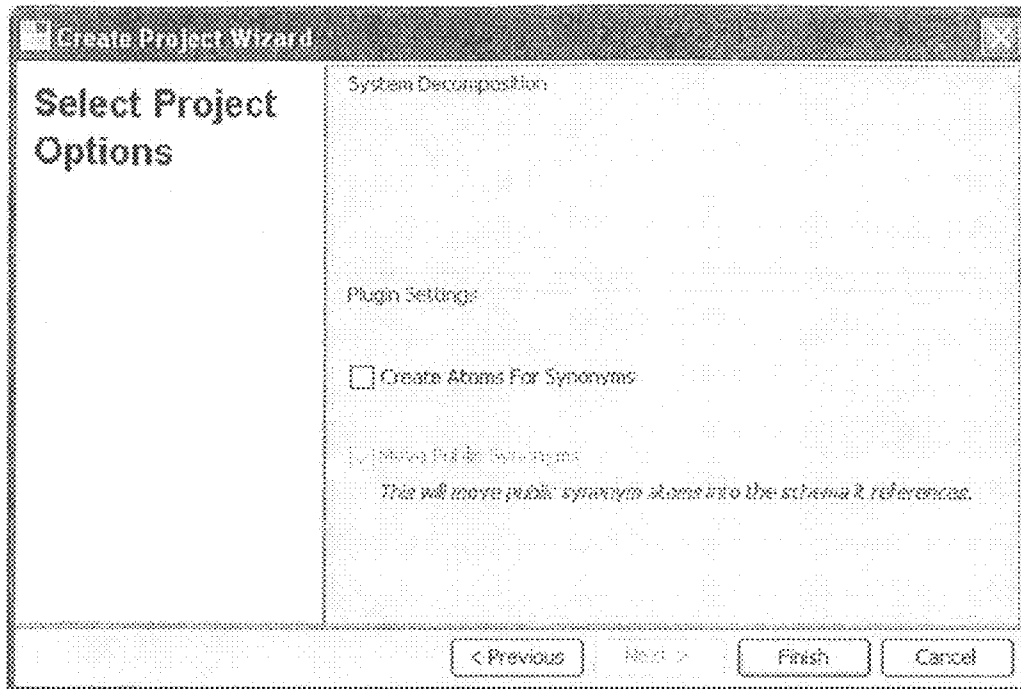 Create Project Wizard
Select Project
Options
System Decomposition
Plugin Settings
Create Atoms For Synonyms
Move Public Synonyms
This will move public synonym atoms into the schema it references.
< Previous
Next >
Finish
Cancel